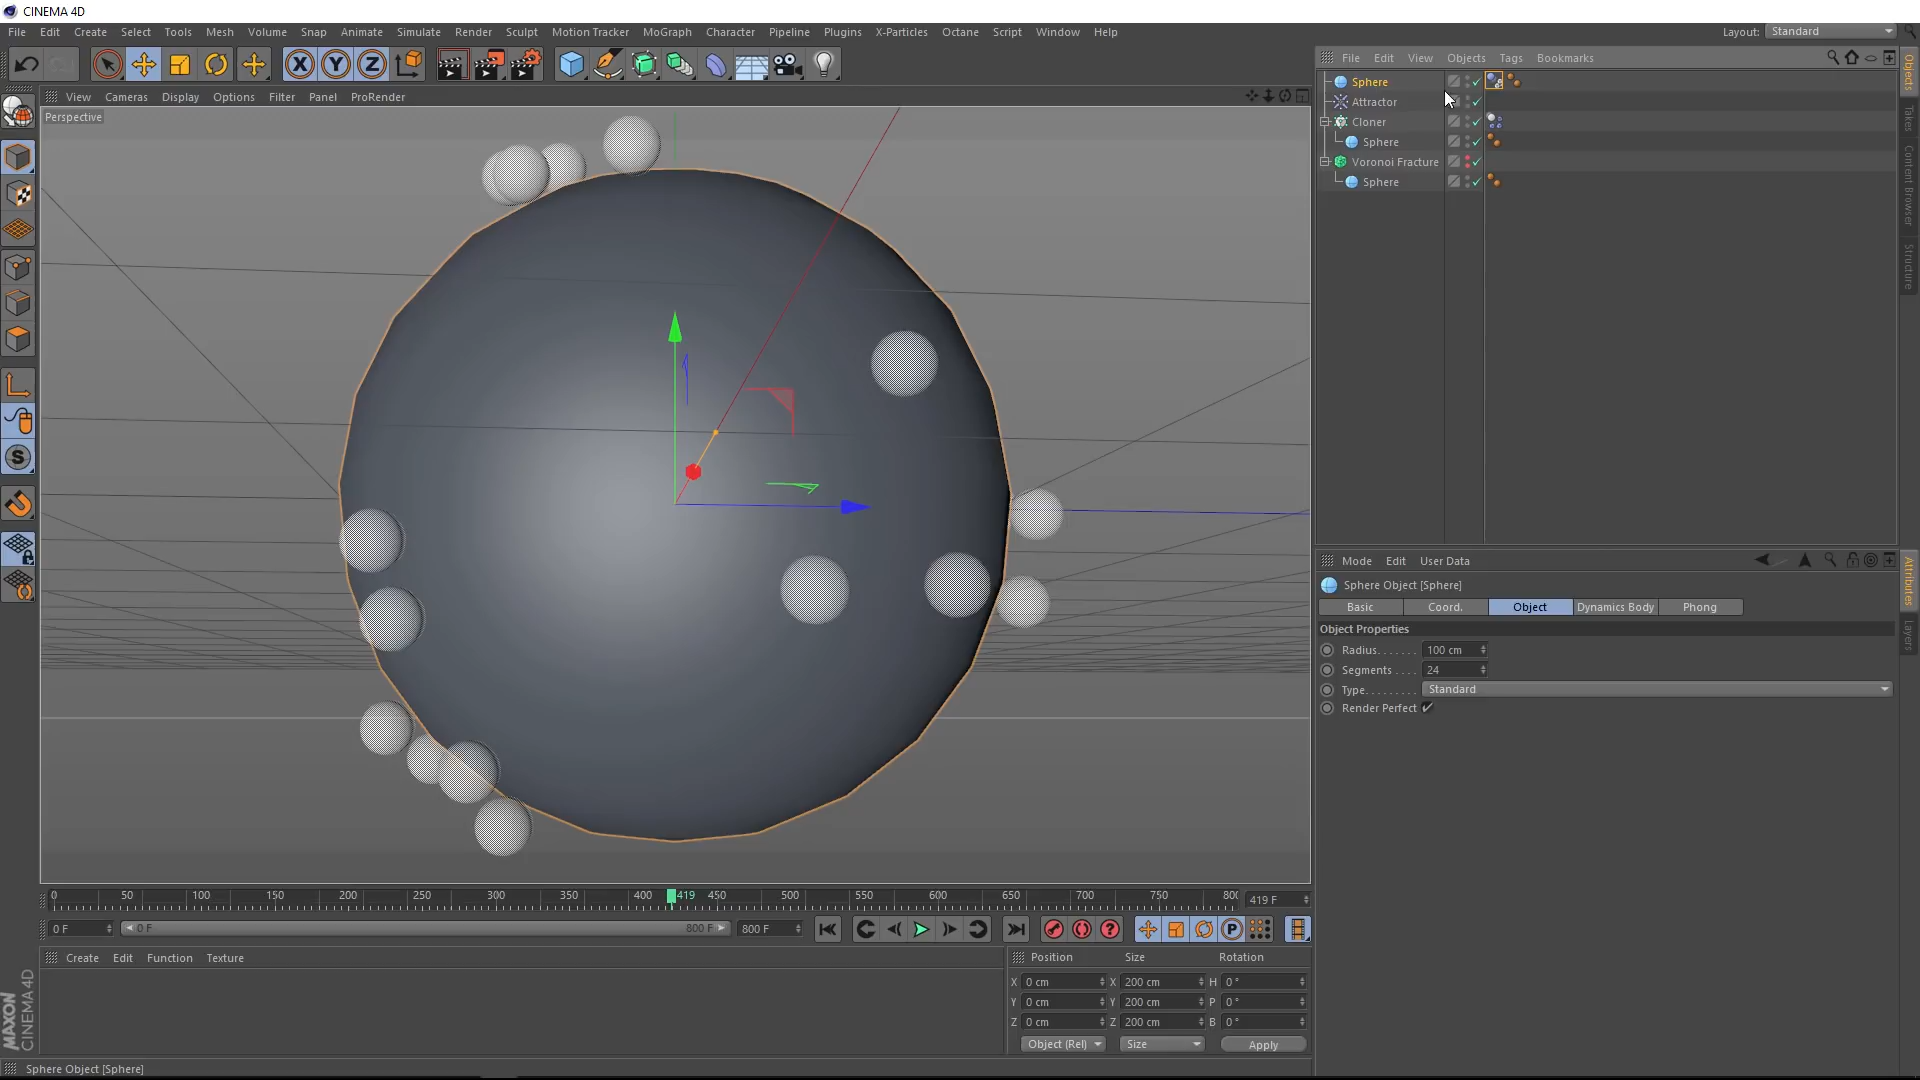 CINEMA 4D
File Edit Create Select Tools Mesh Volume Snap Animate Simulate Render Sculpt Motion Tracker MoGraph Character Pipeline Plugins X-Particles Octane Script Window Help
Layout: Standard
X Y Z
View Cameras Display Options Filter Panel ProRender
Perspective
File Edit View Objects Tags Bookmarks
Sphere
Attractor
Cloner
Sphere
Voronoi Fracture
Sphere
Objects
Takes
Content Browser
Structure
Mode Edit User Data
Sphere Object [Sphere]
Basic Coord. Object Dynamics Body Phong
Object Properties
Radius. . . . . . . 100 cm
Segments . . . . 24
Type. . . . . . . . . Standard
Render Perfect
Attributes
Layers
0 50 100 150 200 250 300 350 400 419 450 500 550 600 650 700 750 800
419 F
0 F 0 F 800 F 800 F
P
Create Edit Function Texture
Position Size Rotation
X 0 cm X 200 cm H 0 °
Y 0 cm Y 200 cm P 0 °
Z 0 cm Z 200 cm B 0 °
Object (Rel) Size Apply
MAXON
CINEMA 4D
Sphere Object [Sphere]